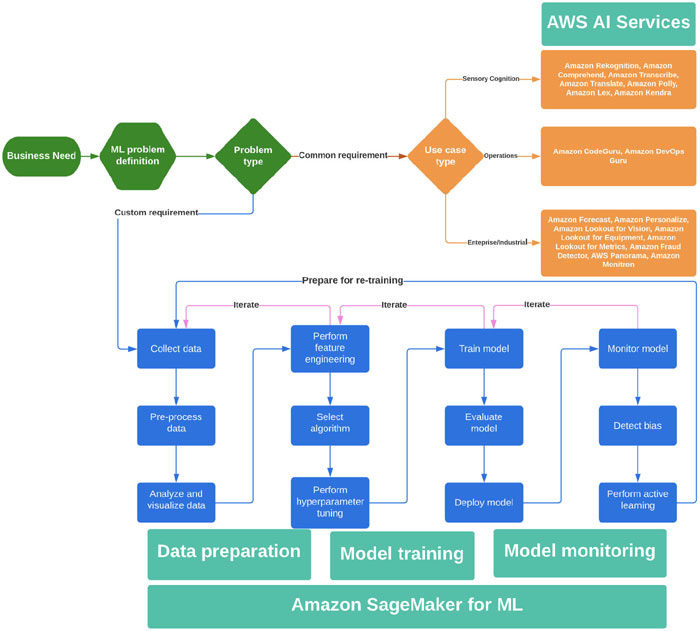 AWS AI Services
Amazon Rekognition, Amazon
Comprehend, Amazon Transcribe,
Amazon Translate, Amazon Polly,
Amazon Lex, Amazon Kendra
Sensory Cognition
Business Need
ML problem
definition
Problem
type
Common requirement
Use case
type
Operations
Amazon CodeGuru, Amazon DevOps
Guru
Custom requirement
Enteprise/Industrial
Amazon Forecast, Amazon Personalize,
Amazon Lookout for Vision, Amazon
Lookout for Equipment, Amazon
Lookout for Metrics, Amazon Fraud
Detector, AWS Panorama, Amazon
Monitron
Prepare for re-training
Iterate
Iterate
Iterate
Collect data
Perform
feature
engineering
Train model
Monitor model
Pre-process
data
Select
algorithm
Evaluate
model
Detect bias
Analyze and
visualize data
Perform
hyperparameter
tuning
Deploy model
Perform active
learning
Data preparation
Model training
Model monitoring
Amazon SageMaker for ML